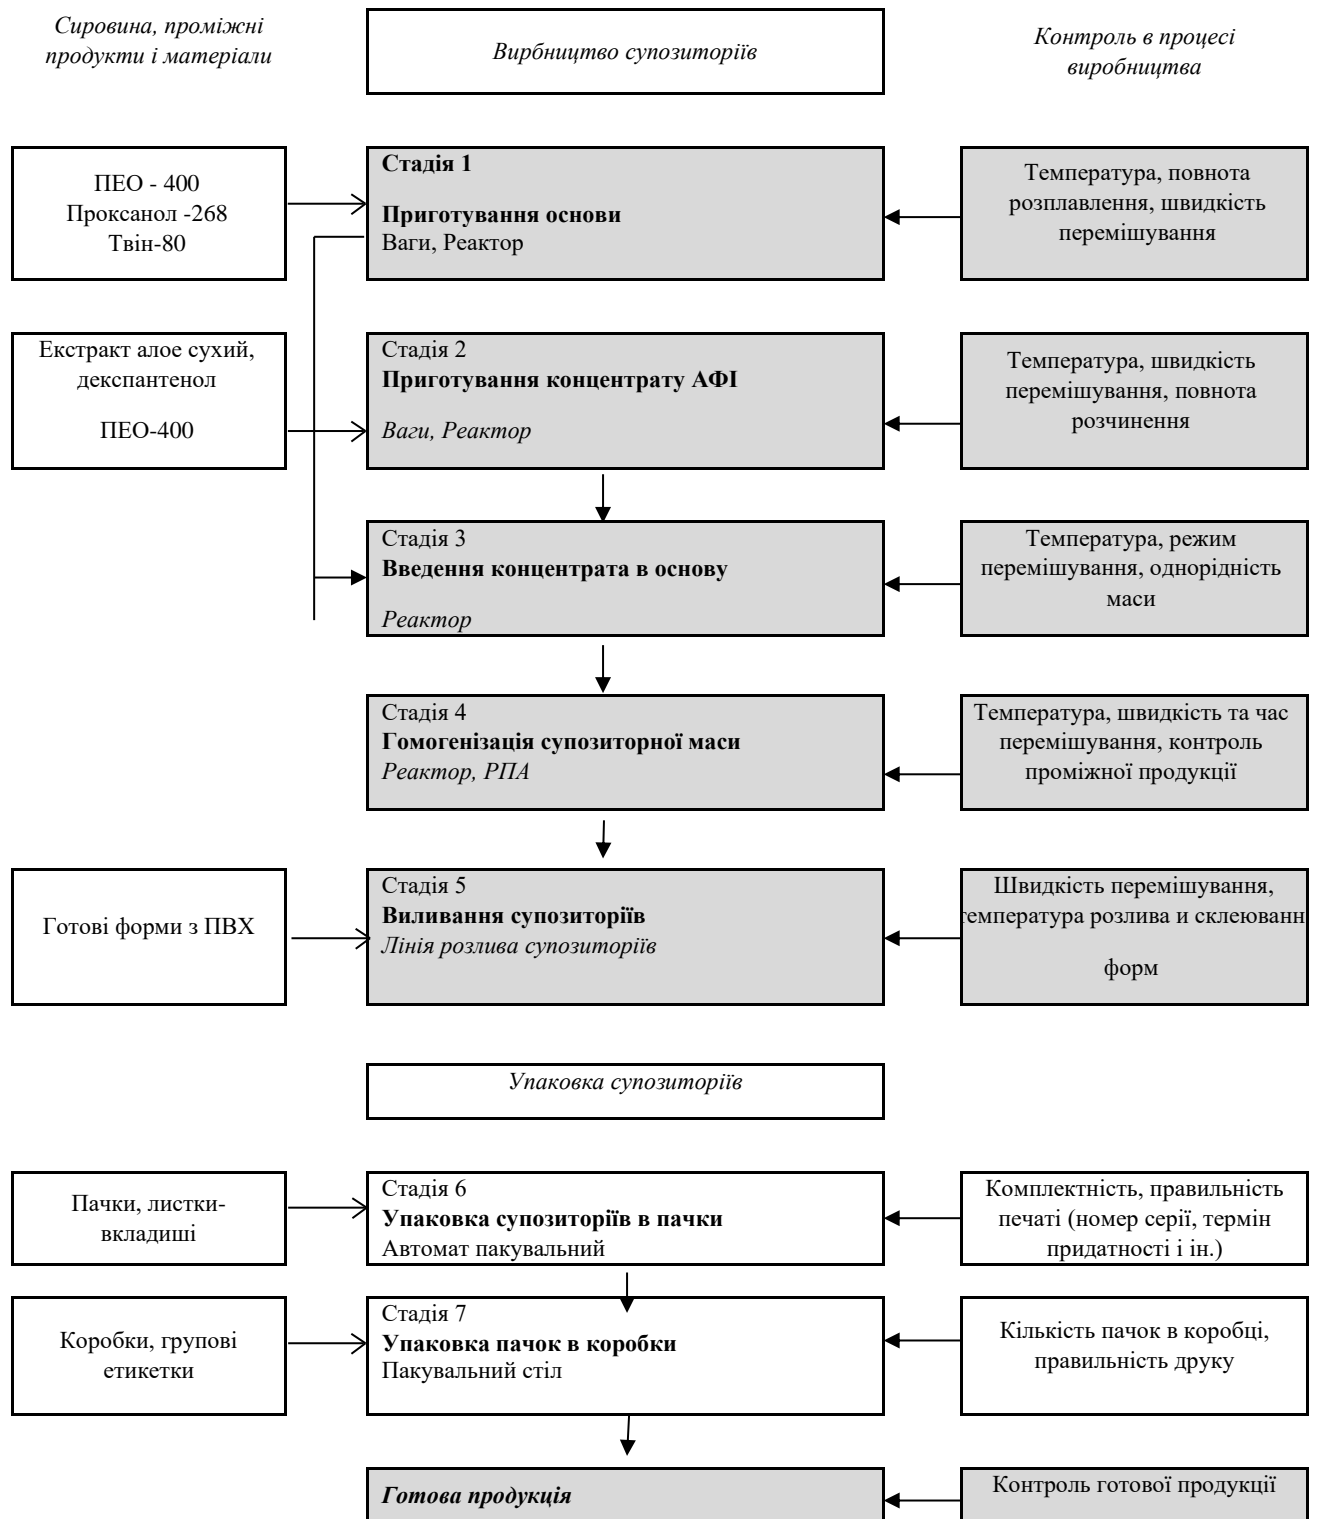 Сировина, проміжні
продукти і матеріали
Вирбництво супозиторіїв
Контроль в процесі
виробництва
ПЕО - 400
Проксанол -268
Твін-80
Стадія 1
Приготування основи
Ваги, Реактор
Температура, повнота
розплавлення, швидкість
перемішування
Екстракт алое сухий,
декспантенол
ПЕО-400
Стадія 2
Приготування концентрату АФІ
Ваги, Реактор
Температура, швидкість
перемішування, повнота
розчинення
Стадія 3
Введення концентрата в основу
Реактор
Температура, режим
перемішування, однорідність
маси
Стадія 4
Гомогенізація супозиторної маси
Реактор, РПА
Температура, швидкість та час
перемішування, контроль
проміжної продукції
Готові форми з ПВХ
Стадія 5
Виливання супозиторіїв
Лінія розлива супозиторіїв
Швидкість перемішування,
температура розлива и склеюванн
форм
Упаковка супозиторіїв
Пачки, листки-
вкладиші
Стадія 6
Упаковка супозиторіїв в пачки
Автомат пакувальний
Комплектність, правильність
печаті (номер серії, термін
придатності і ін.)
Коробки, групові
етикетки
Стадія 7
Упаковка пачок в коробки
Пакувальний стіл
Кількість пачок в коробці,
правильність друку
Готова продукція
Контроль готової продукції